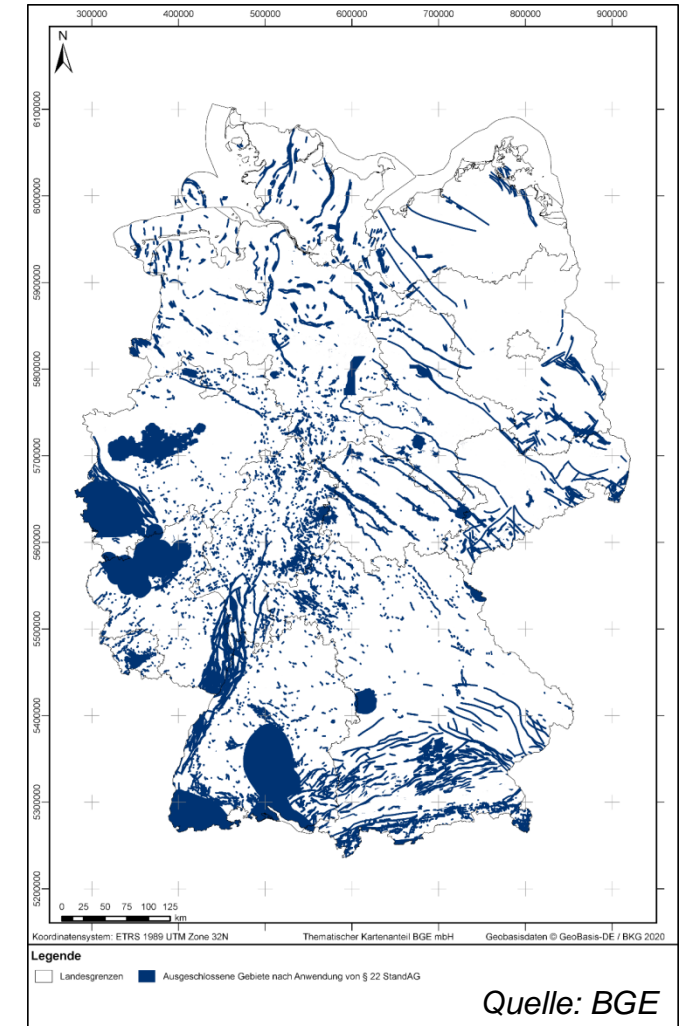 300000 400000 500000 600000 700000 800000 900000
N
6100000
6000000
5900000
5800000
5700000
5600000
5500000
5400000
5300000
5200000
0 25 50 75 100 125
km
Koordinatensystem: ETRS 1989 UTM Zone 32N Thematischer Kartenanteil BGE mbH Geobasisdaten © GeoBasis-DE / BKG 2020
Legende
Landesgrenzen Ausgeschlossene Gebiete nach Anwendung von § 22 StandAG
Quelle: BGE